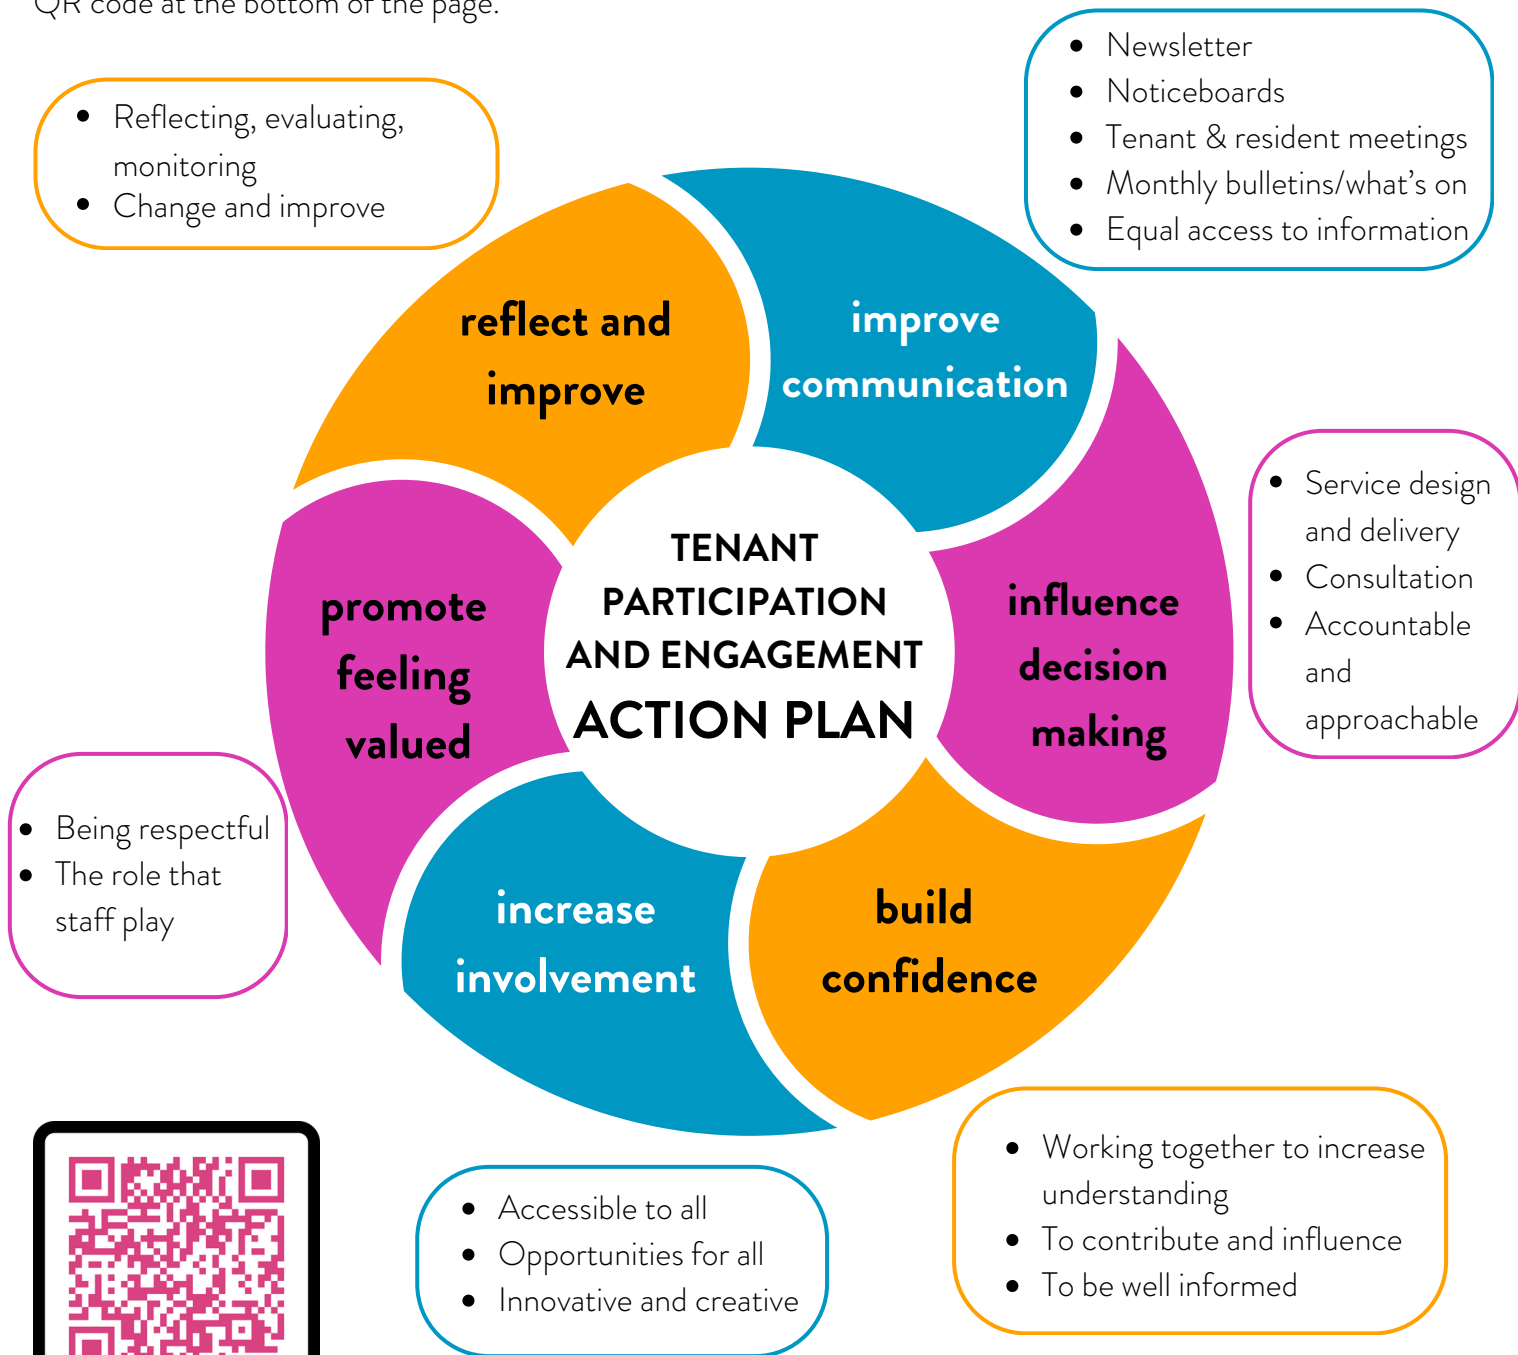 QR code at the bottom of the page.
• Reflecting, evaluating,
monitoring
• Change and improve
• Newsletter
• Noticeboards
• Tenant & resident meetings
• Monthly bulletins/what's on
• Equal access to information
reflect and
improve
improve
communication
• Service design
and delivery
• Consultation
• Accountable
and
approachable
TENANT
PARTICIPATION
AND ENGAGEMENT
ACTION PLAN
promote
feeling
valued
influence
decision
making
• Being respectful
• The role that
staff play
increase
involvement
build
confidence
• Accessible to all
• Opportunities for all
• Innovative and creative
• Working together to increase
understanding
• To contribute and influence
• To be well informed